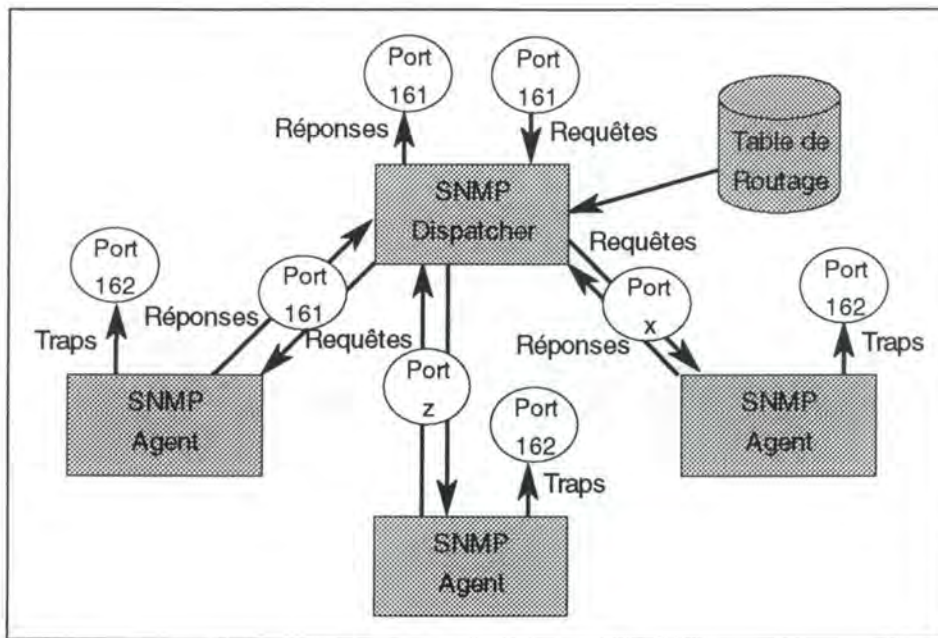 Port
161
Port
161
Réponses
Requêtes
Table de
Routage
SNMP
Dispatcher
Requêtes
Port
162
Port
161
Port
x
Port
162
Réponses
Traps
Requêtes
Réponses
Traps
SNMP
Agent
Port
z
Port
162
SNMP
Agent
Traps
SNMP
Agent